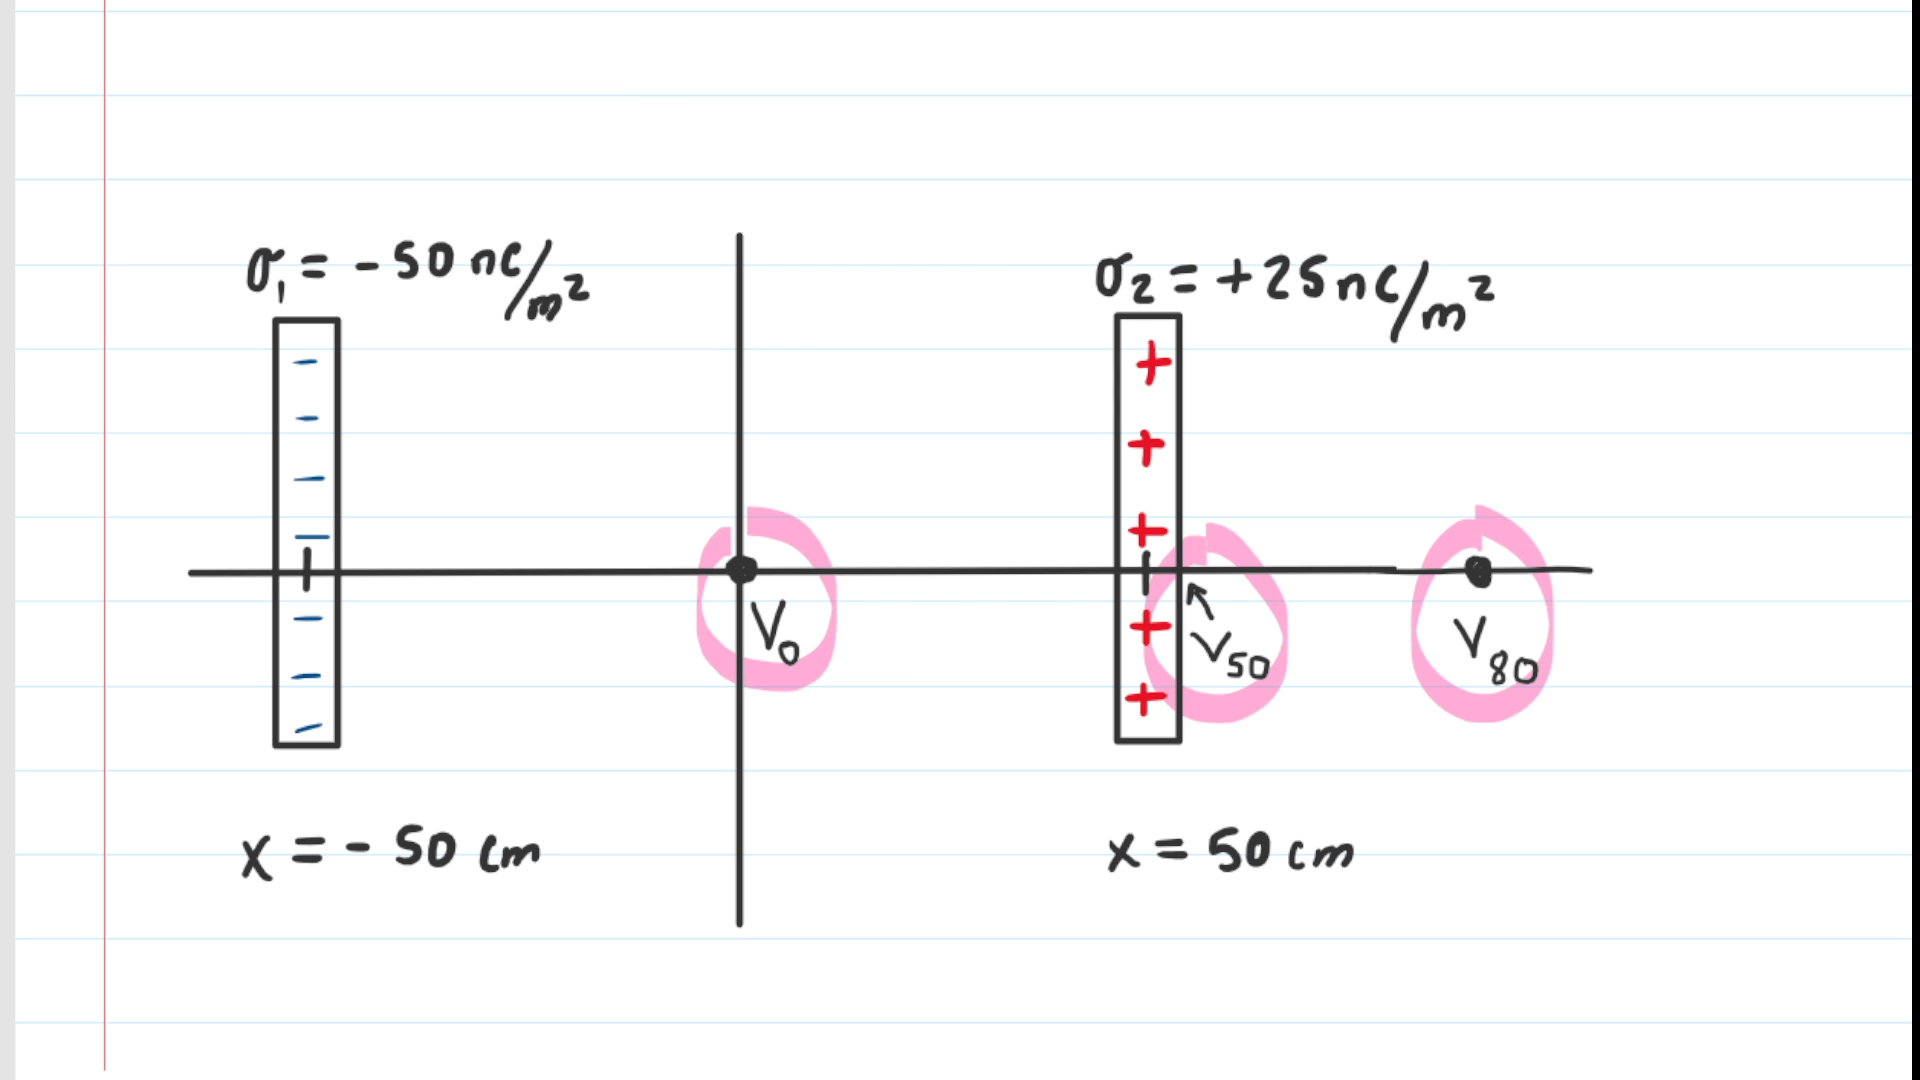 σ₁ = - 50 nC/m²
σ₂ = + 25 nC/m²
- - - - - - -
+ + + + +
V₀
V₅₀
V₈₀
x = - 50 cm
x = 50 cm